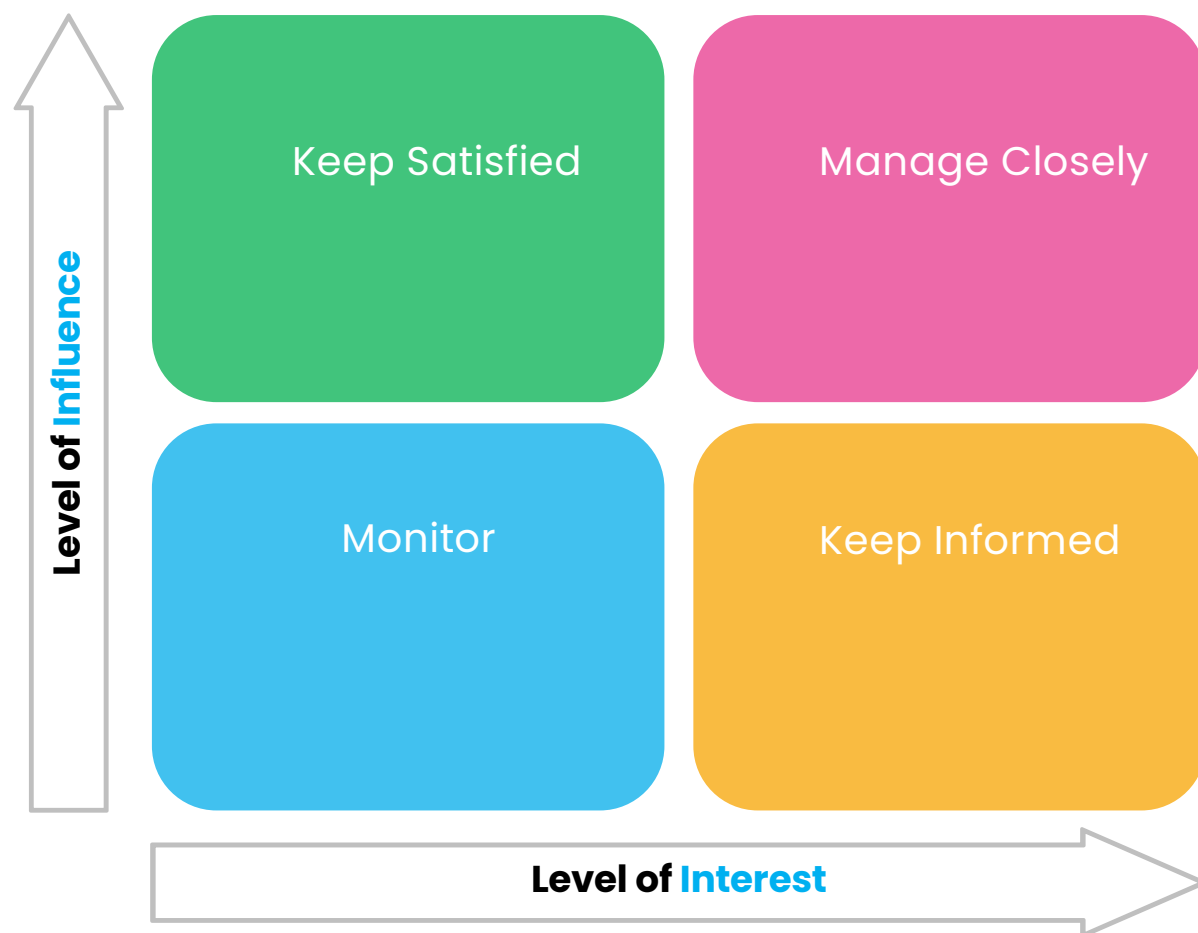 Keep Satisfied
Manage Closely
Level of Influence
Monitor
Keep Informed
Level of Interest